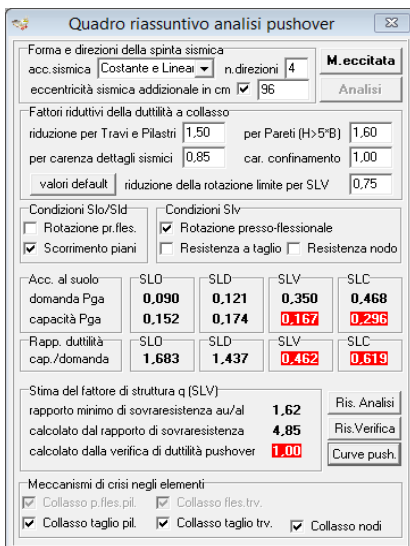 Quadro riassuntivo analisi pushover
Forma e direzioni della spinta sismica
acc.sismica Costante e Linear n.direzioni 4 M.eccitata
eccentricità sismica addizionale in cm 96 Analisi
Fattori riduttivi della duttilità a collasso
riduzione per Travi e Pilastri 1,50 per Pareti (H>5*B) 1,60
per carenza dettagli sismici 0,85 car. confinamento 1,00
valori default riduzione della rotazione limite per SLV 0,75
Condizioni Slo/Sld Condizioni Slv
Rotazione pr.fles. Rotazione presso-flessionale
Scorrimento piani Resistenza a taglio Resistenza nodo
Acc. al suolo SLO SLD SLV SLC
domanda Pga 0,090 0,121 0,350 0,468
capacità Pga 0,152 0,174 0,167 0,296
Rapp. duttilità SLO SLD SLV SLC
cap./domanda 1,683 1,437 0,462 0,619
Stima del fattore di struttura q (SLV)
rapporto minimo di sovraresistenza au/al 1,62 Ris. Analisi
calcolato dal rapporto di sovraresistenza 4,85 Ris.Verifica
calcolato dalla verifica di duttilità pushover 1,00 Curve push.
Meccanismi di crisi negli elementi
Collasso p.fles.pil. Collasso fles.trv.
Collasso taglio pil. Collasso taglio trv. Collasso nodi